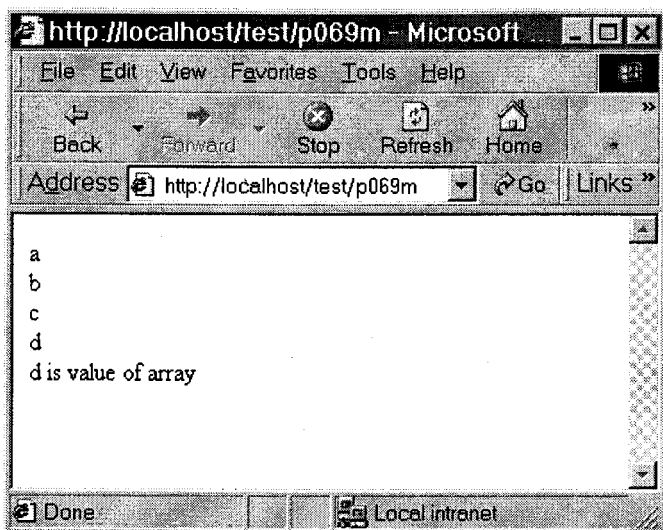 http://localhost/test/p069m - Microsoft ...
File Edit View Favorites Tools Help
Back Forward Stop Refresh Home »
Address http://localhost/test/p069m Go Links »
a
b
c
d
d is value of array
Done Local intranet